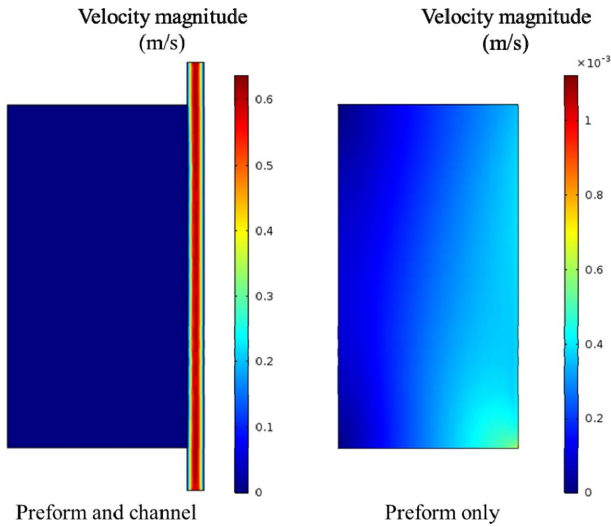 Velocity magnitude
(m/s)
0.6
0.5
0.4
0.3
0.2
0.1
0
Preform and channel
Velocity magnitude
(m/s)
×10⁻³
1
0.8
0.6
0.4
0.2
0
Preform only